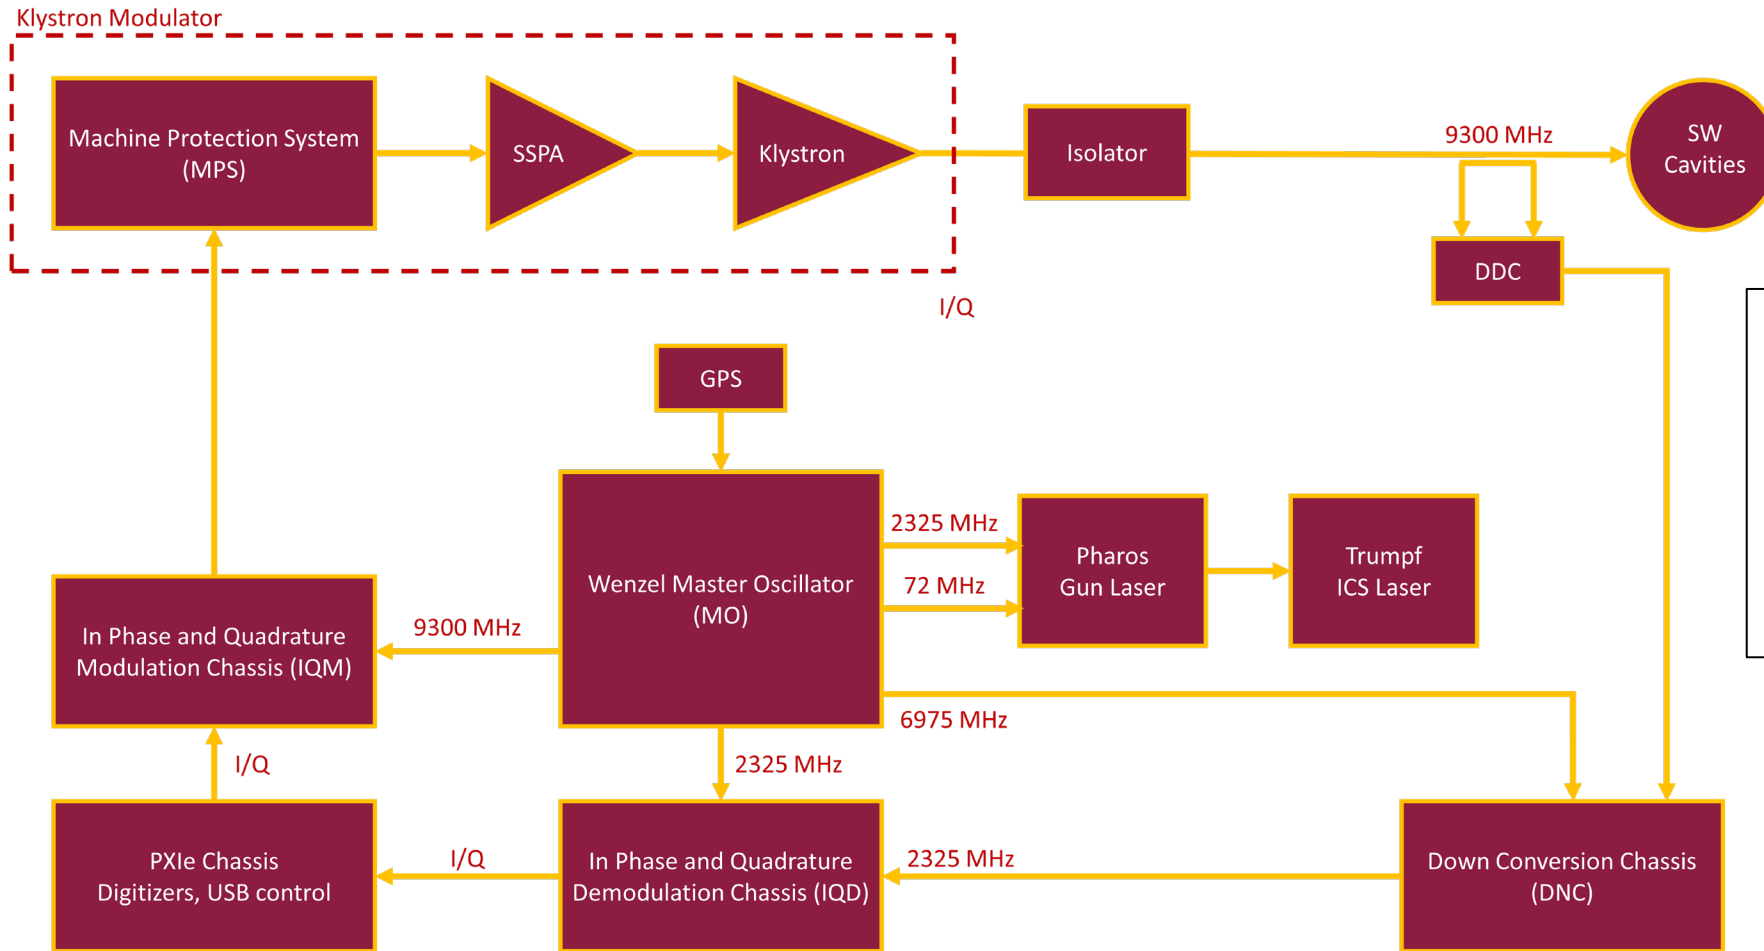 Klystron Modulator
Machine Protection System
(MPS)
SSPA
Klystron
Isolator
9300 MHz
SW
Cavities
DDC
I/Q
GPS
Wenzel Master Oscillator
(MO)
2325 MHz
72 MHz
Pharos
Gun Laser
Trumpf
ICS Laser
In Phase and Quadrature
Modulation Chassis (IQM)
9300 MHz
6975 MHz
I/Q
2325 MHz
PXIe Chassis
Digitizers, USB control
I/Q
In Phase and Quadrature
Demodulation Chassis (IQD)
2325 MHz
Down Conversion Chassis
(DNC)